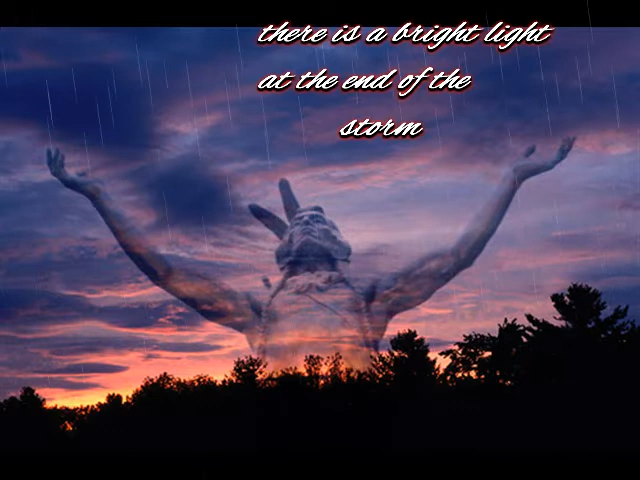 there is a bright light
at the end of the
storm